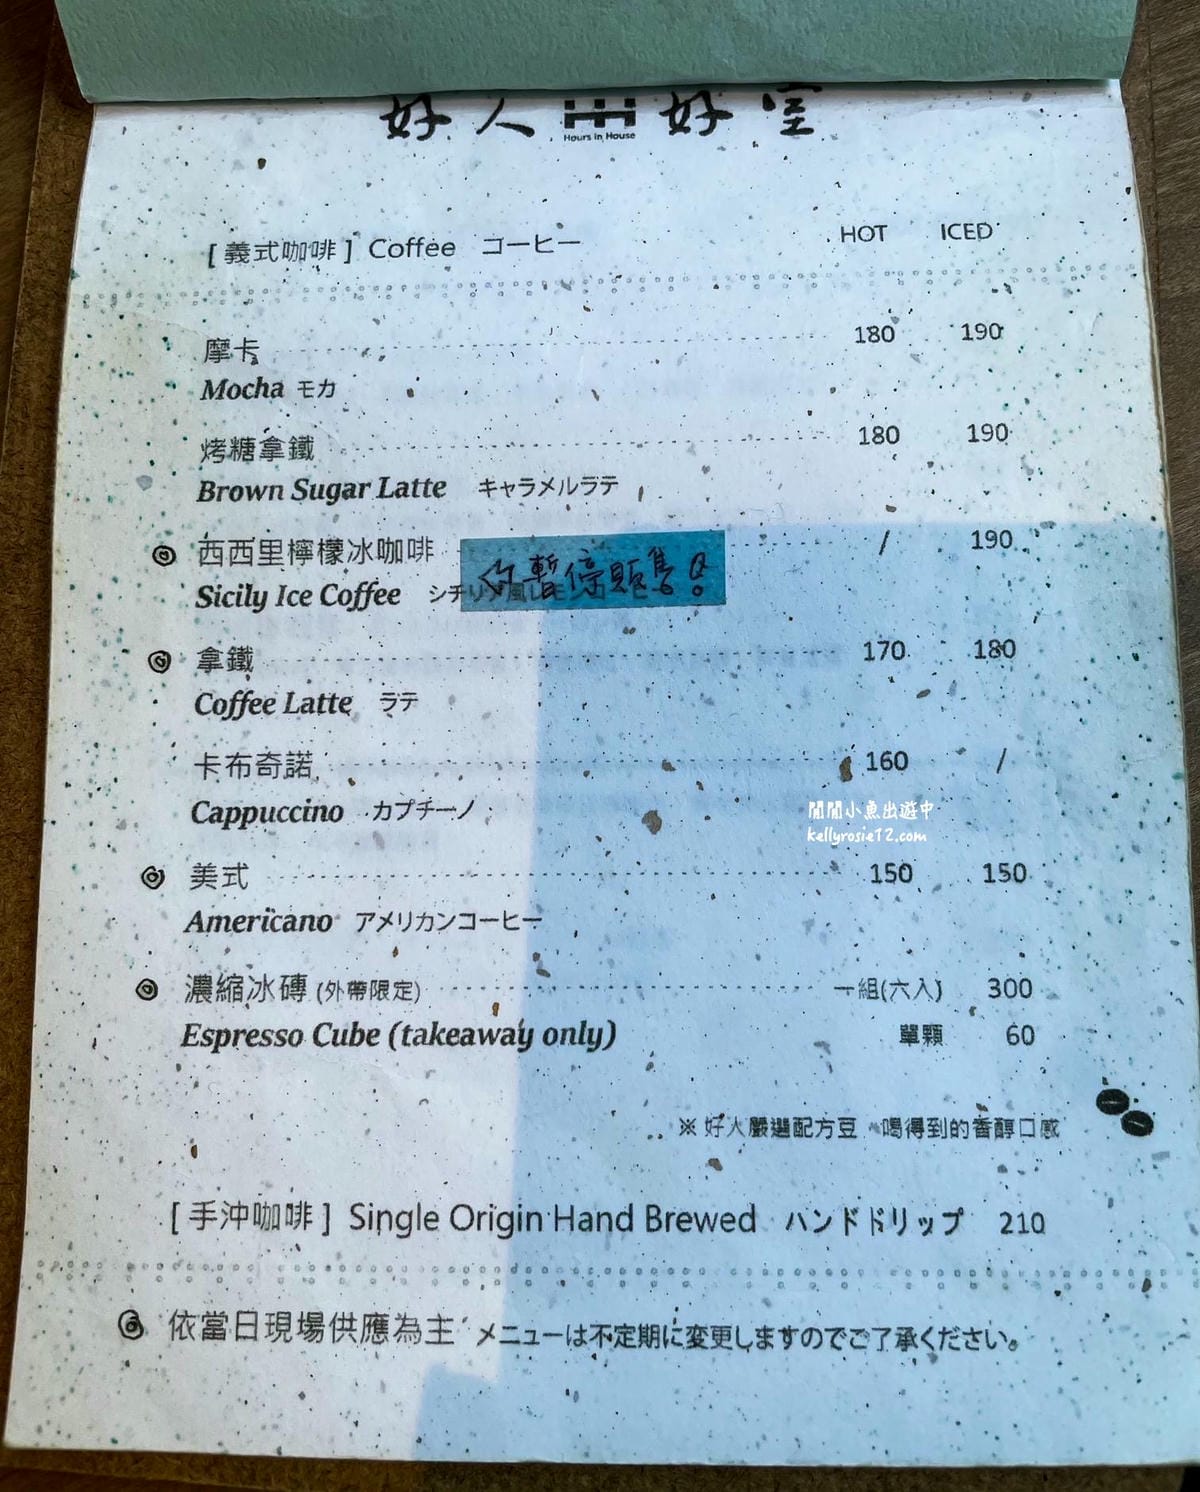 好人 好室
Hours in House
[ 義式咖啡 ] Coffee コーヒー HOT ICED
摩卡 180 190
Mocha モカ
烤糖拿鐵 180 190
Brown Sugar Latte キャラメルラテ
西西里檸檬冰咖啡 / 190
暫停販售!
Sicily Ice Coffee シチリ
拿鐵 170 180
Coffee Latte ラテ
卡布奇諾 160 /
Cappuccino カプチーノ
閒閒小魚出遊中
kellyrosie12.com
美式 150 150
Americano アメリカンコーヒー
濃縮冰磚 (外帶限定) 一組(六入) 300
Espresso Cube (takeaway only) 單顆 60
※ 好人嚴選配方豆 喝得到的香醇口感
[ 手沖咖啡 ] Single Origin Hand Brewed ハンドドリップ 210
依當日現場供應為主 メニューは不定期に変更しますのでご了承ください。